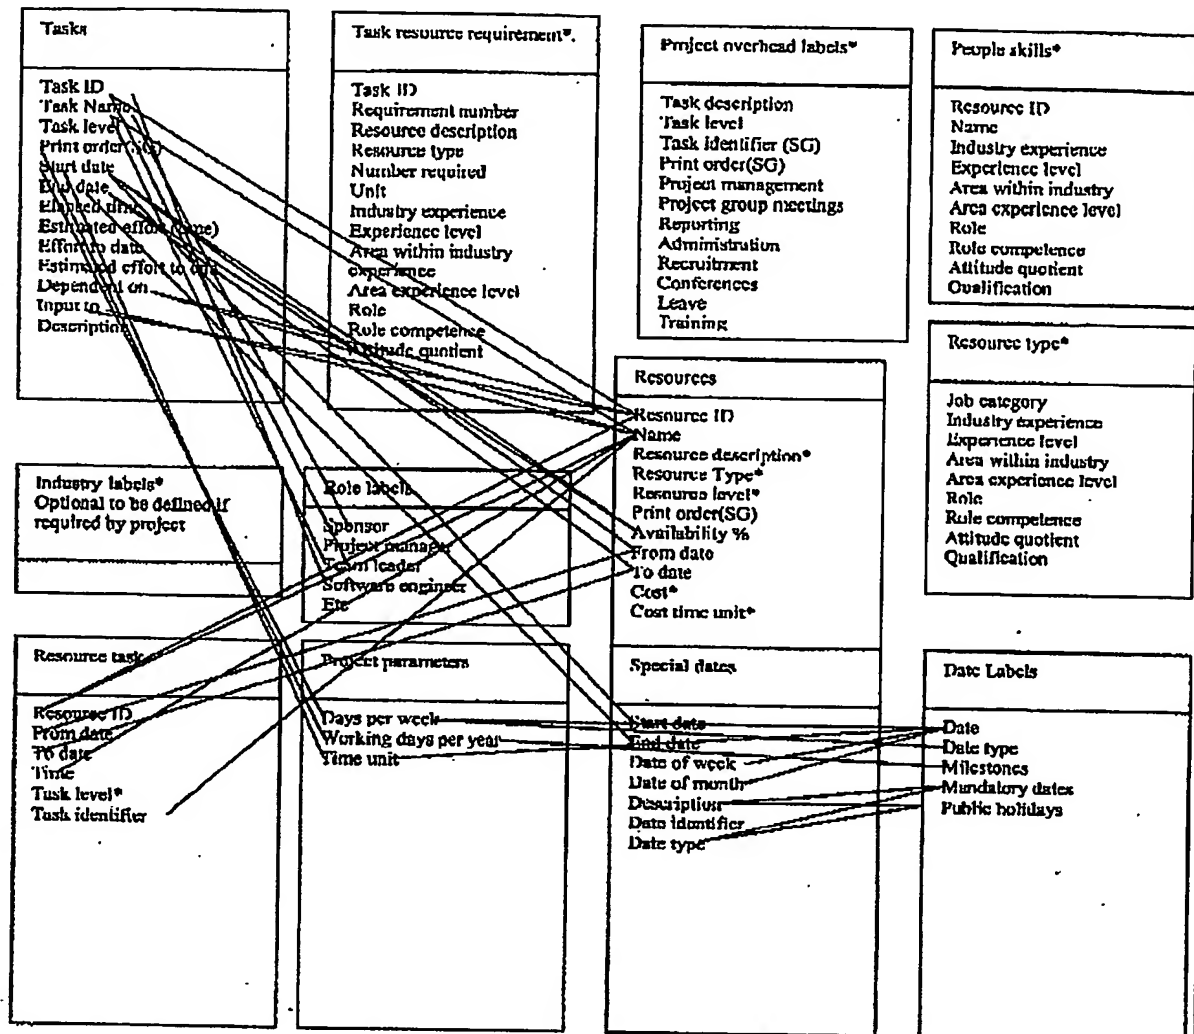 Tasks
Task ID
Task Name
Task level
Print order(SG)
Start date
End date
Elapsed time
Estimated effort (time)
Effort to date
Estimated effort to end
Dependent on
Input to
Description
Task resource requirement*.
Task ID
Requirement number
Resource description
Resource type
Number required
Unit
Industry experience
Experience level
Area within industry
experience
Area experience level
Role
Role competence
Attitude quotient
Project overhead labels*
Task description
Task level
Task Identifier (SG)
Print order(SG)
Project management
Project group meetings
Reporting
Administration
Recruitment
Conferences
Leave
Training
People skills*
Resource ID
Name
Industry experience
Experience level
Area within industry
Area experience level
Role
Role competence
Attitude quotient
Qualification
Industry labels*
Optional to be defined if
required by project
Role labels
Sponsor
Project manager
Team leader
Software engineer
Etc
Resources
Resource ID
Name
Resource description*
Resource Type*
Resource level*
Print order(SG)
Availability %
From date
To date
Cost*
Cost time unit*
Resource type*
Job category
Industry experience
Experience level
Area within industry
Area experience level
Role
Role competence
Attitude quotient
Qualification
Resource task
Resource ID
From date
To date
Time
Task level*
Task identifier
Project parameters
Days per week
Working days per year
Time unit
Special dates
Start date
End date
Date of week
Date of month
Description
Date identifier
Date type
Date Labels
Date
Date type
Milestones
Mandatory dates
Public holidays